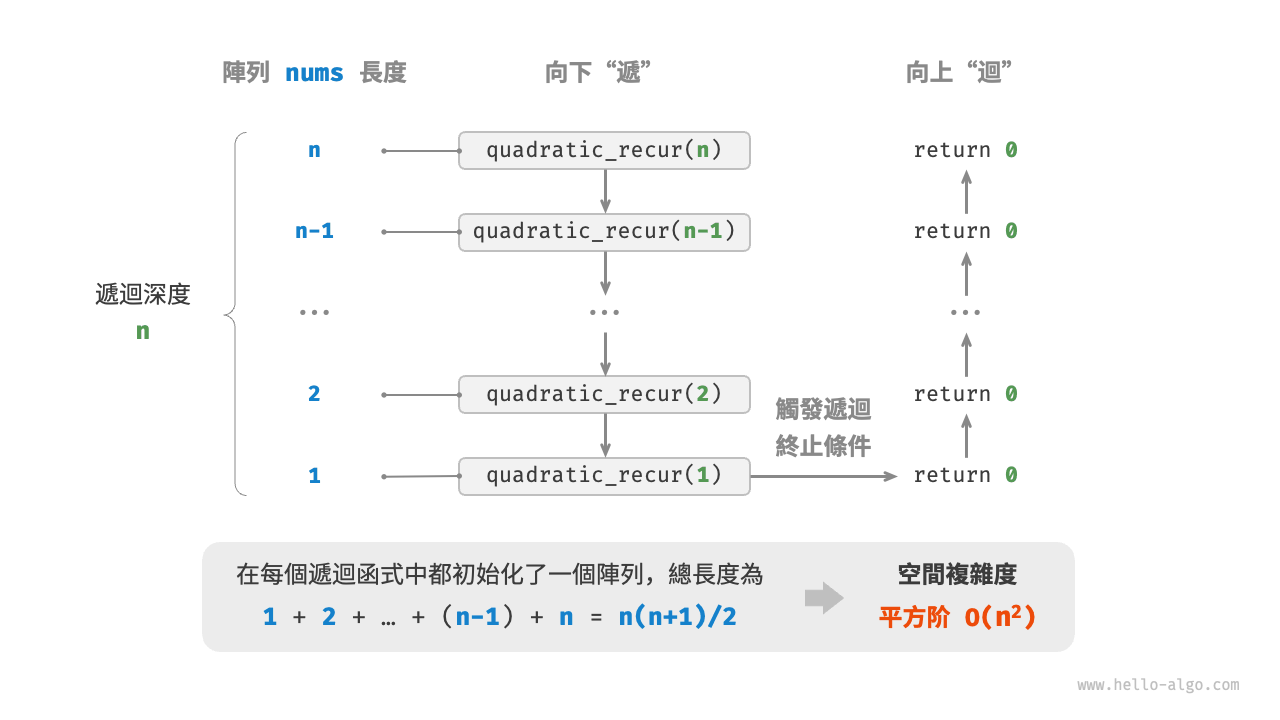 陣列 nums 長度
向下“遞”
向上“迴”
n
quadratic_recur(n)
return 0
n-1
quadratic_recur(n-1)
return 0
遞迴深度
n
...
...
...
2
quadratic_recur(2)
return 0
觸發遞迴
終止條件
1
quadratic_recur(1)
return 0
在每個遞迴函式中都初始化了一個陣列，總長度為
1 + 2 + … + (n-1) + n = n(n+1)/2
空間複雜度
平方阶 O(n²)
www.hello-algo.com